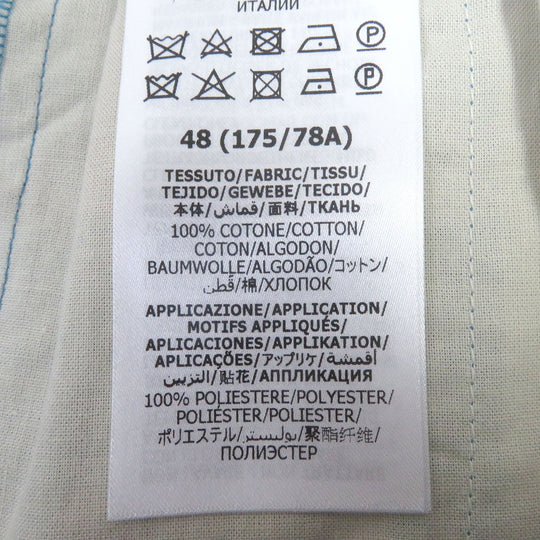 ИТАЛИИ
48 (175/78A)
TESSUTO/FABRIC/TISSU/
TEJIDO/GEWEBE/TECIDO/
本体/قماش/面料/ТКАНЬ
100% COTONE/COTTON/
COTON/ALGODON/
BAUMWOLLE/ALGODÃO/コットン/
قطن/棉/ХЛОПОК
APPLICAZIONE/APPLICATION/
MOTIFS APPLIQUÉS/
APLICACIONES/APPLIKATION/
APLICAÇÕES/アップリケ/أقمشة
التزيين/贴花/АППЛИКАЦИЯ
100% POLIESTERE/POLYESTER/
POLIÉSTER/POLIESTER/
ポリエステル/بوليستر/聚酯纤维/
ПОЛИЭСТЕР